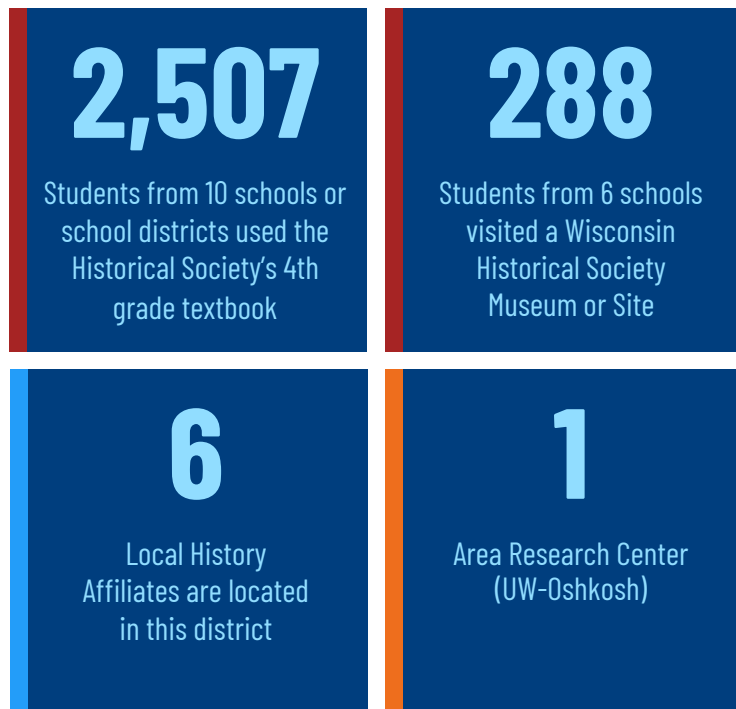 2,507
Students from 10 schools or
school districts used the
Historical Society’s 4th
grade textbook
288
Students from 6 schools
visited a Wisconsin
Historical Society
Museum or Site
6
Local History
Affiliates are located
in this district
1
Area Research Center
(UW-Oshkosh)